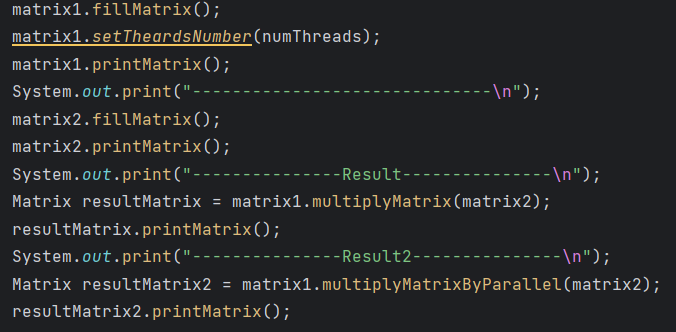 matrix1.fillMatrix();
matrix1.setTheardsNumber(numThreads);
matrix1.printMatrix();
System.out.print("------------------------------\n");
matrix2.fillMatrix();
matrix2.printMatrix();
System.out.print("---------------Result---------------\n");
Matrix resultMatrix = matrix1.multiplyMatrix(matrix2);
resultMatrix.printMatrix();
System.out.print("---------------Result2---------------\n");
Matrix resultMatrix2 = matrix1.multiplyMatrixByParallel(matrix2);
resultMatrix2.printMatrix();